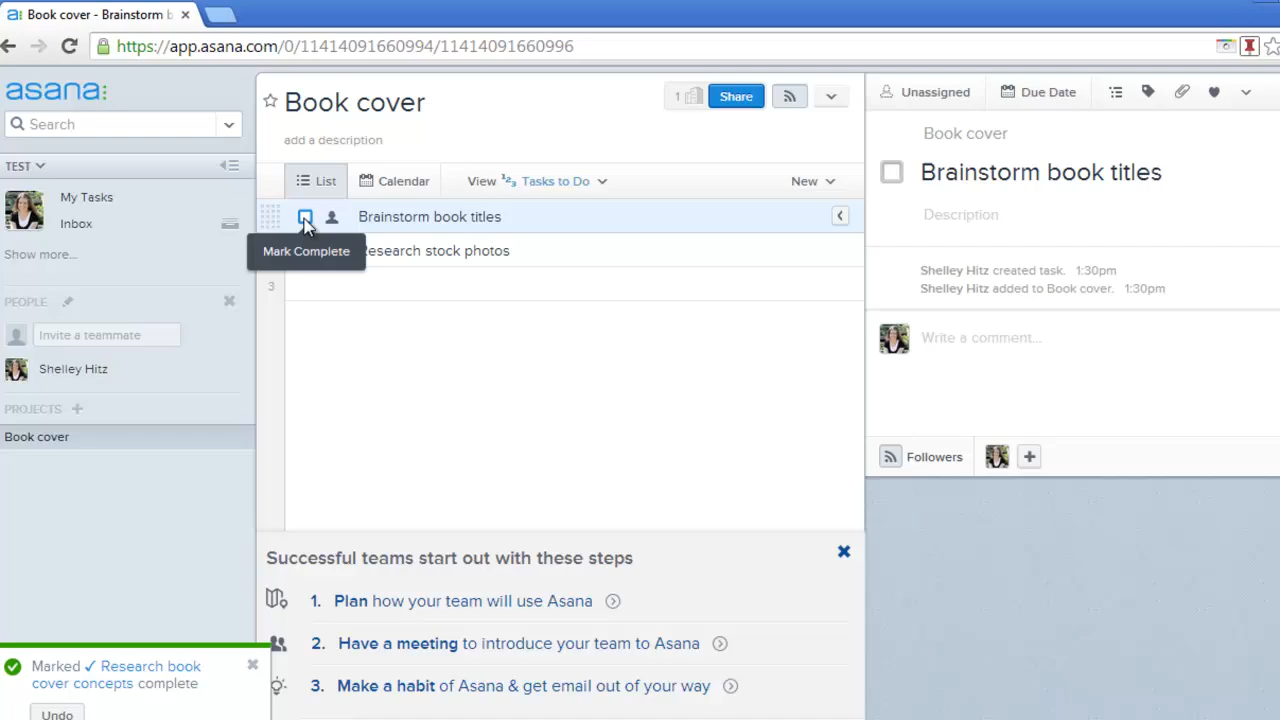 Book cover - Brainstorm b
https://app.asana.com/0/11414091660994/11414091660996
asana:
Search
TEST
My Tasks
Inbox
Show more...
PEOPLE
Invite a teammate
Shelley Hitz
PROJECTS
Book cover
Book cover
1
Share
add a description
List
Calendar
View Tasks to Do
New
Brainstorm book titles
Mark Complete
esearch stock photos
3
Successful teams start out with these steps
1. Plan how your team will use Asana
2. Have a meeting to introduce your team to Asana
3. Make a habit of Asana & get email out of your way
Marked ✓ Research book
cover concepts complete
Undo
Unassigned
Due Date
Book cover
Brainstorm book titles
Description
Shelley Hitz created task. 1:30pm
Shelley Hitz added to Book cover. 1:30pm
Write a comment...
Followers